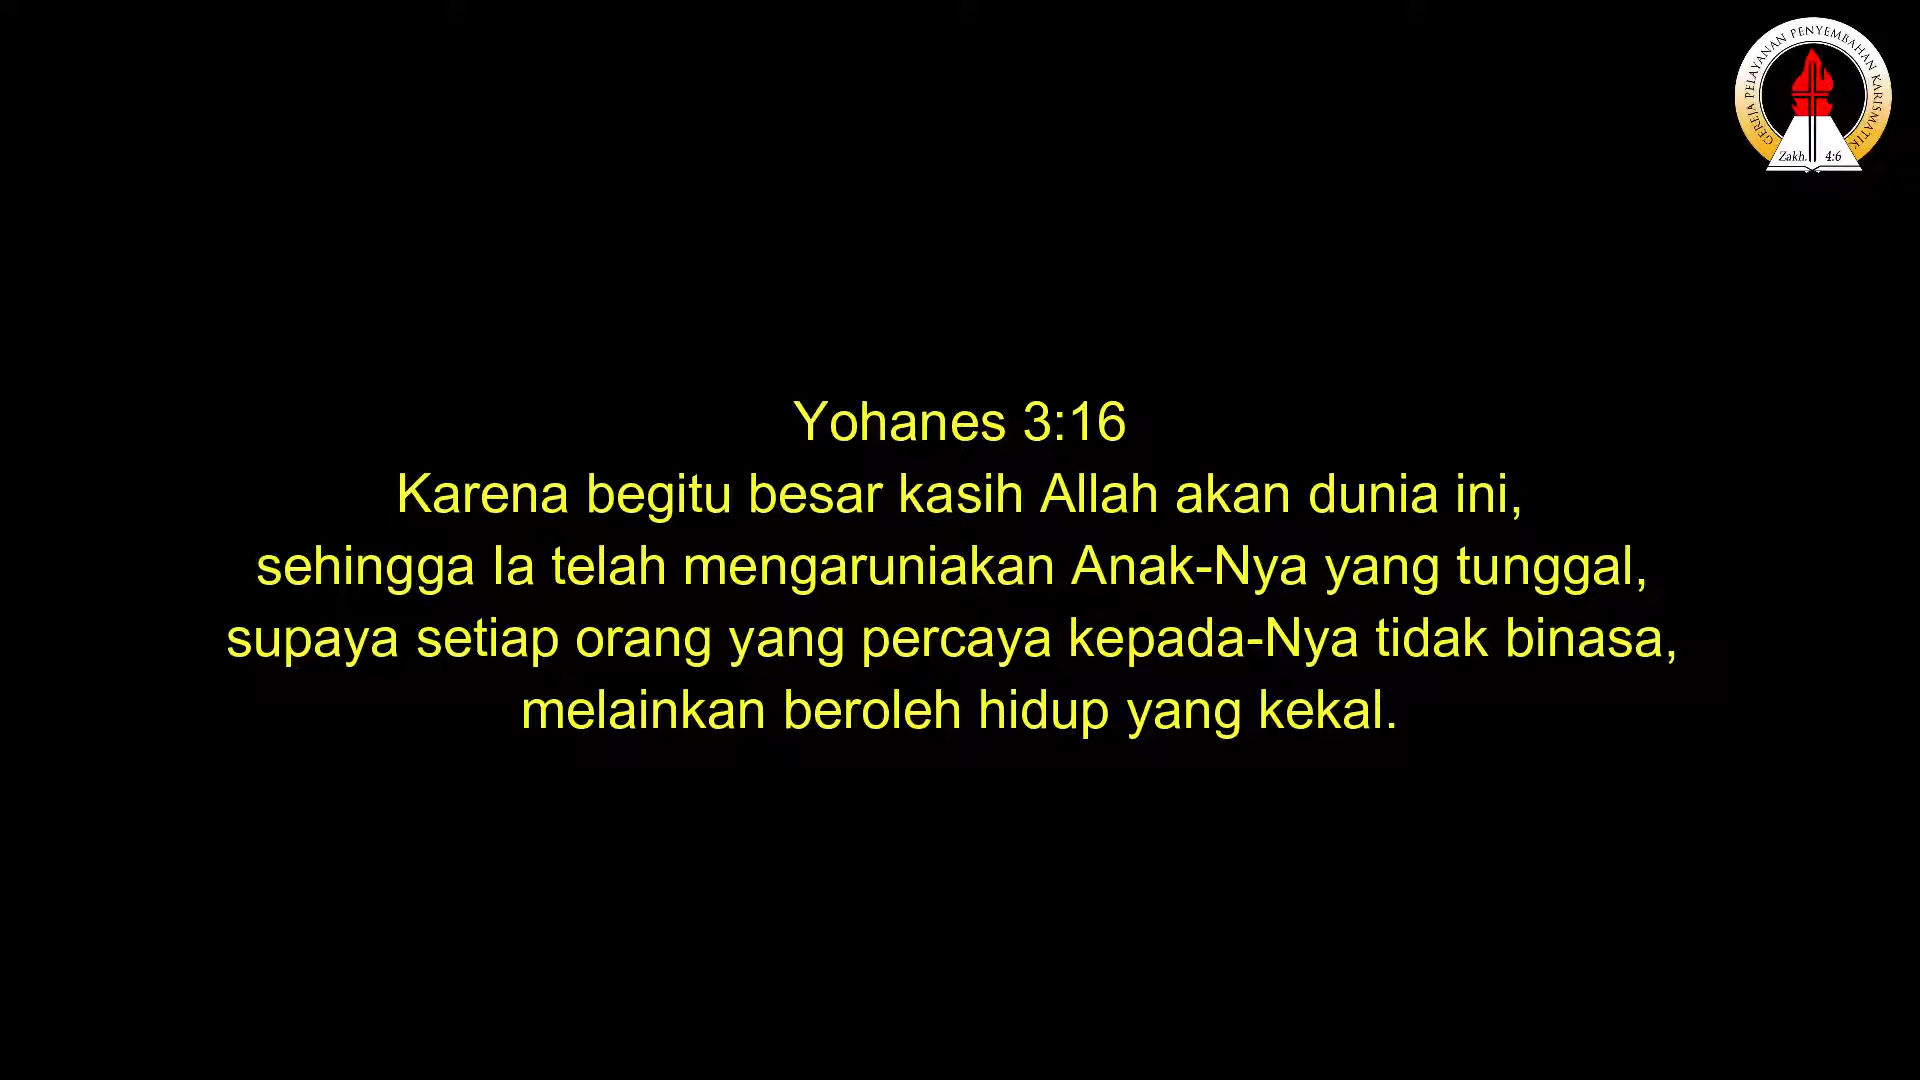 GEREJA PELAYANAN PENYEMBAHAN KARISMATIK
Zakh. 4:6
Yohanes 3:16
Karena begitu besar kasih Allah akan dunia ini,
sehingga Ia telah mengaruniakan Anak-Nya yang tunggal,
supaya setiap orang yang percaya kepada-Nya tidak binasa,
melainkan beroleh hidup yang kekal.